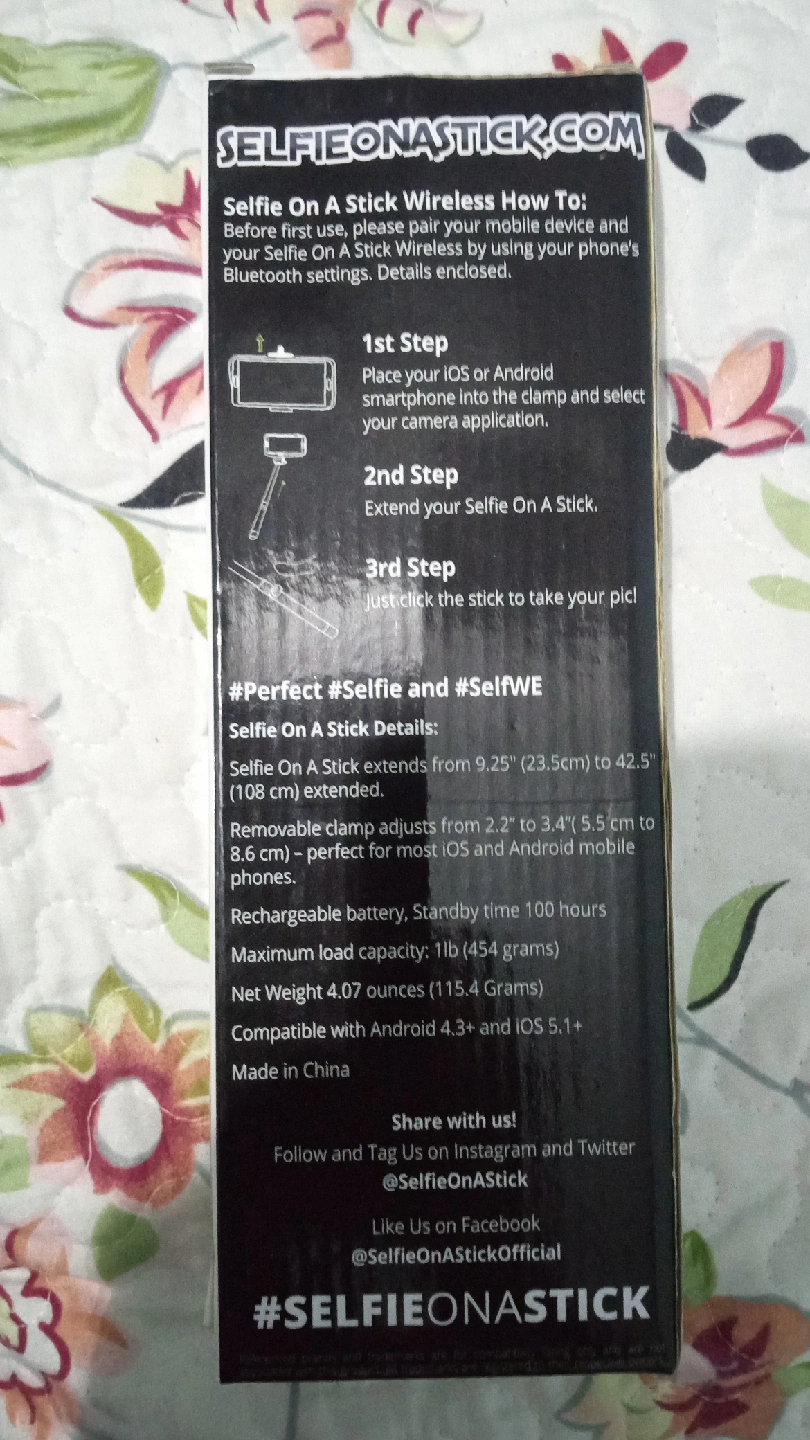 SELFIEONASTICK.COM
Selfie On A Stick Wireless How To:
Before first use, please pair your mobile device and
your Selfie On A Stick Wireless by using your phone's
Bluetooth settings. Details enclosed.
1st Step
Place your iOS or Android
smartphone into the clamp and select
your camera application.
2nd Step
Extend your Selfie On A Stick.
3rd Step
Just click the stick to take your pic!
#Perfect #Selfie and #SelfWE
Selfie On A Stick Details:
Selfie On A Stick extends from 9.25" (23.5cm) to 42.5"
(108 cm) extended.
Removable clamp adjusts from 2.2" to 3.4"( 5.5 cm to
8.6 cm) – perfect for most iOS and Android mobile
phones.
Rechargeable battery, Standby time 100 hours
Maximum load capacity: 1lb (454 grams)
Net Weight 4.07 ounces (115.4 Grams)
Compatible with Android 4.3+ and iOS 5.1+
Made in China
Share with us!
Follow and Tag Us on Instagram and Twitter
@SelfieOnAStick
Like Us on Facebook
@SelfieOnAStickOfficial
#SELFIEONASTICK